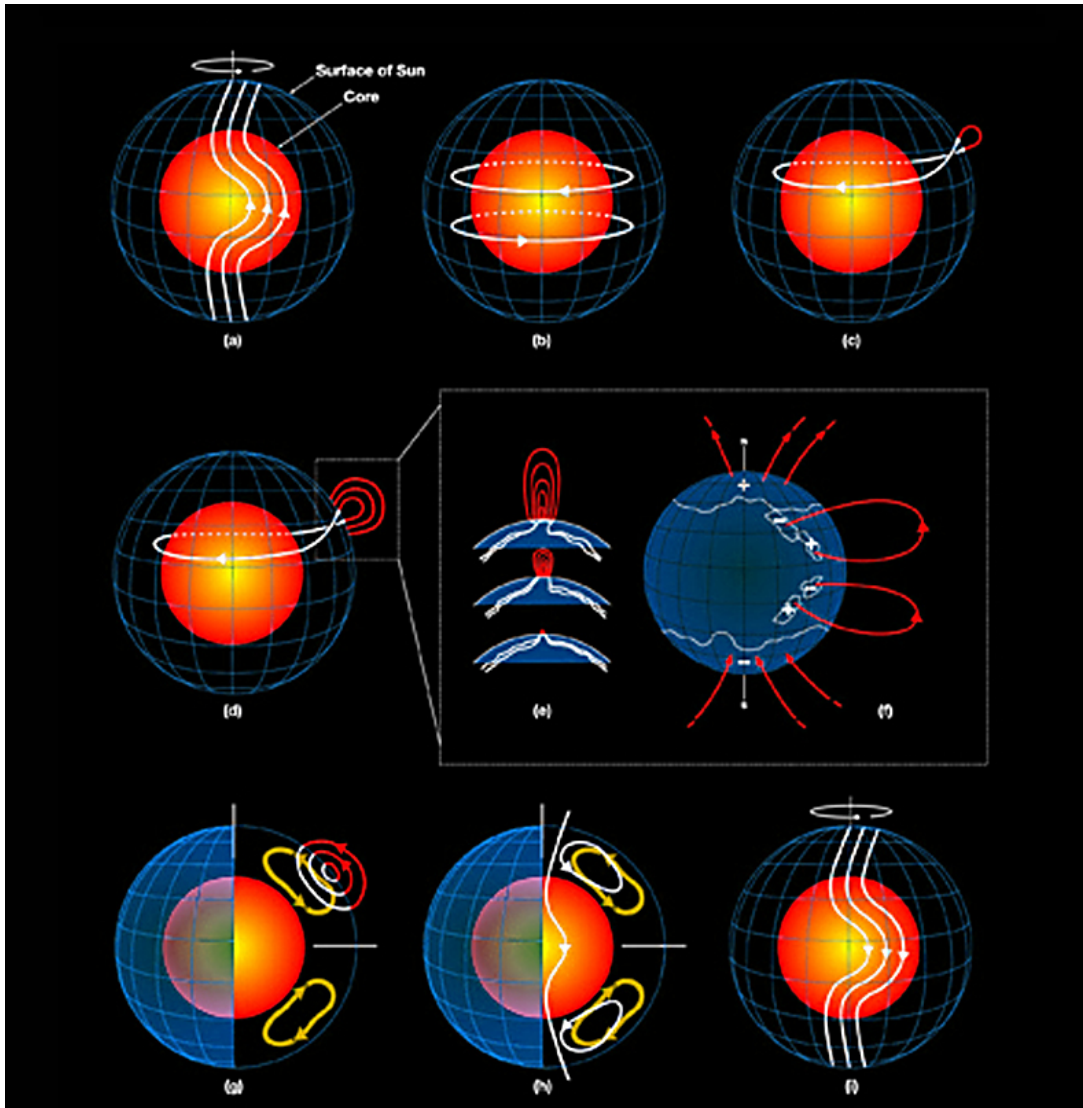 Surface of Sun
Core
(a)
(b)
(c)
(d)
N
+
-
+
-
+
-
S
(e)
(f)
(g)
(h)
(i)